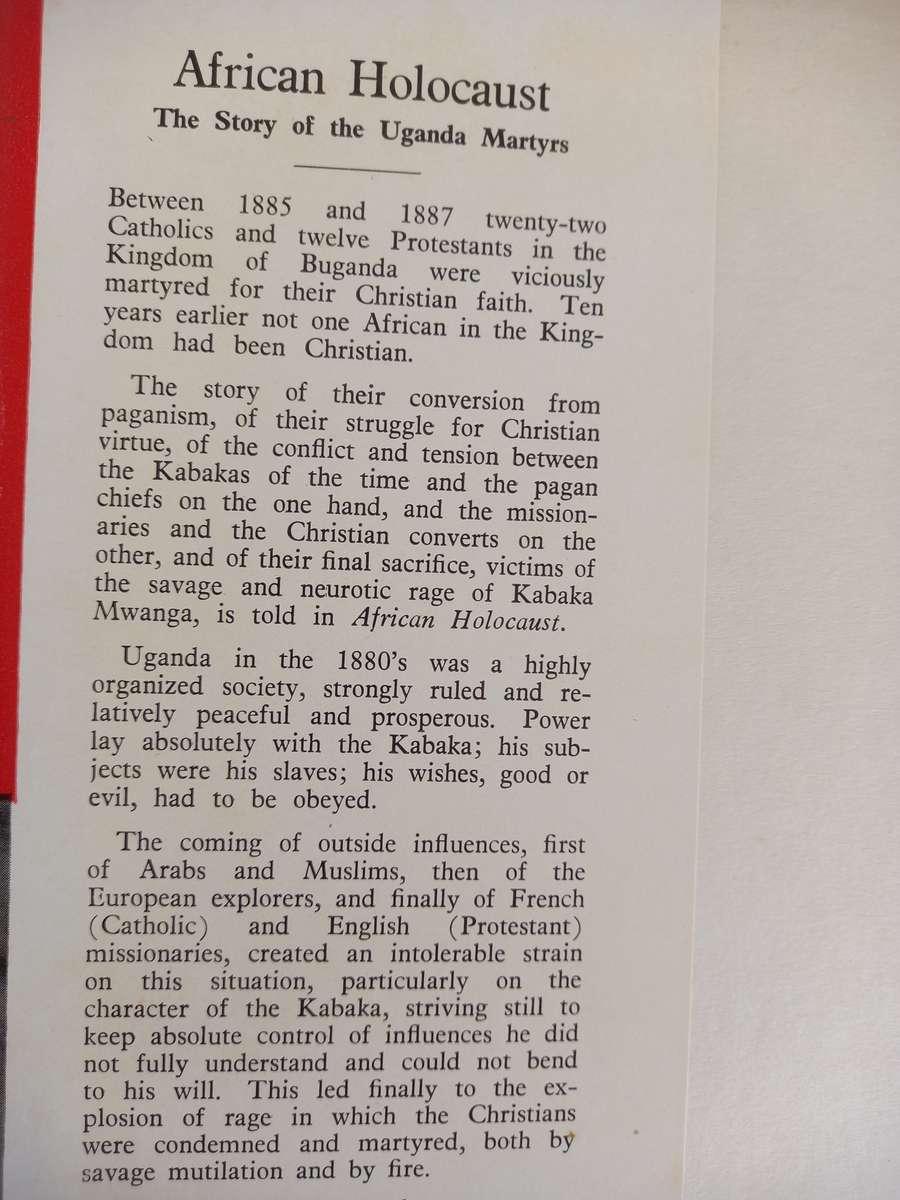 African Holocaust
The Story of the Uganda Martyrs
Between 1885 and 1887 twenty-two
Catholics and twelve Protestants in the
Kingdom of Buganda were viciously
martyred for their Christian faith. Ten
years earlier not one African in the King-
dom had been Christian.
The story of their conversion from
paganism, of their struggle for Christian
virtue, of the conflict and tension between
the Kabakas of the time and the pagan
chiefs on the one hand, and the mission-
aries and the Christian converts on the
other, and of their final sacrifice, victims of
the savage and neurotic rage of Kabaka
Mwanga, is told in African Holocaust.
Uganda in the 1880's was a highly
organized society, strongly ruled and re-
latively peaceful and prosperous. Power
lay absolutely with the Kabaka; his sub-
jects were his slaves; his wishes, good or
evil, had to be obeyed.
The coming of outside influences, first
of Arabs and Muslims, then of the
European explorers, and finally of French
(Catholic) and English (Protestant)
missionaries, created an intolerable strain
on this situation, particularly on the
character of the Kabaka, striving still to
keep absolute control of influences he did
not fully understand and could not bend
to his will. This led finally to the ex-
plosion of rage in which the Christians
were condemned and martyred, both by
savage mutilation and by fire.